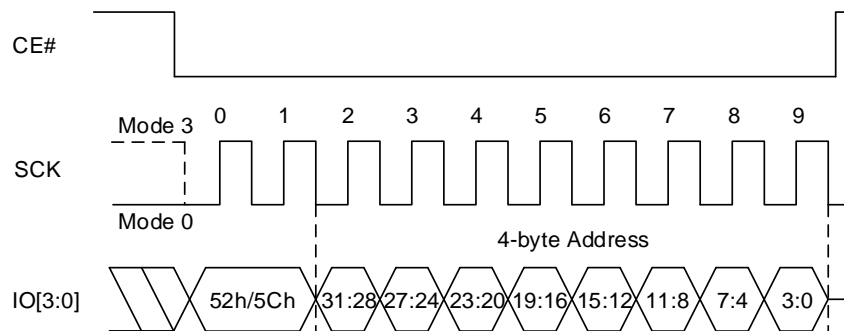 CE#
0 1 2 3 4 5 6 7 8 9
Mode 3
SCK
Mode 0
4-byte Address
IO[3:0] 52h/5Ch 31:28 27:24 23:20 19:16 15:12 11:8 7:4 3:0